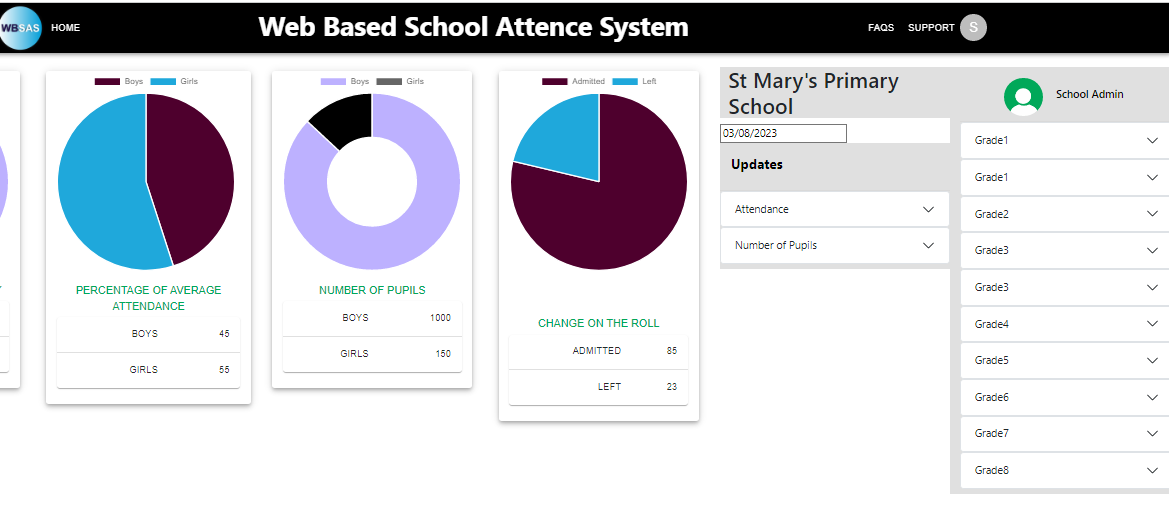 WBSAS HOME Web Based School Attence System FAQS SUPPORT S
Boys Girls
PERCENTAGE OF AVERAGE
ATTENDANCE
BOYS 45
GIRLS 55
Boys Girls
NUMBER OF PUPILS
BOYS 1000
GIRLS 150
Admitted Left
CHANGE ON THE ROLL
ADMITTED 85
LEFT 23
St Mary's Primary
School
03/08/2023
Updates
Attendance
Number of Pupils
School Admin
Grade1
Grade1
Grade2
Grade3
Grade3
Grade4
Grade5
Grade6
Grade7
Grade8